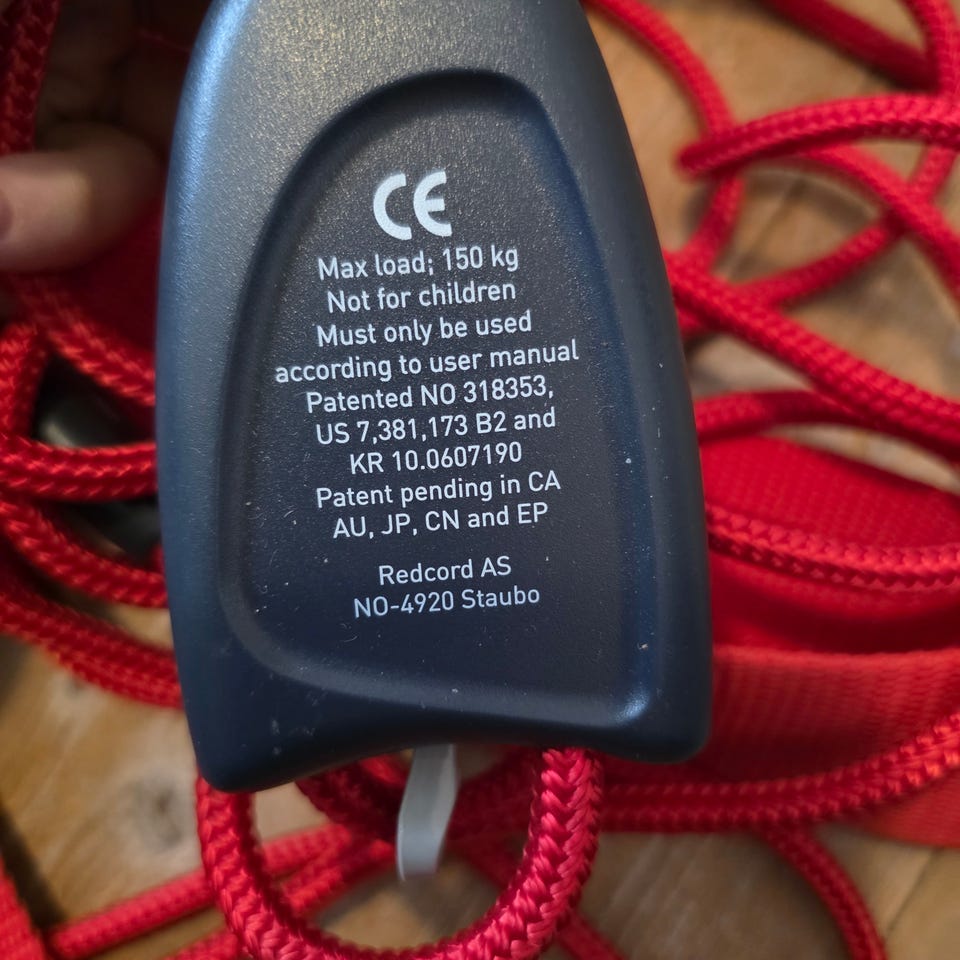 CE
Max load; 150 kg
Not for children
Must only be used
according to user manual
Patented NO 318353,
US 7,381,173 B2 and
KR 10.0607190
Patent pending in CA
AU, JP, CN and EP
Redcord AS
NO-4920 Staubo